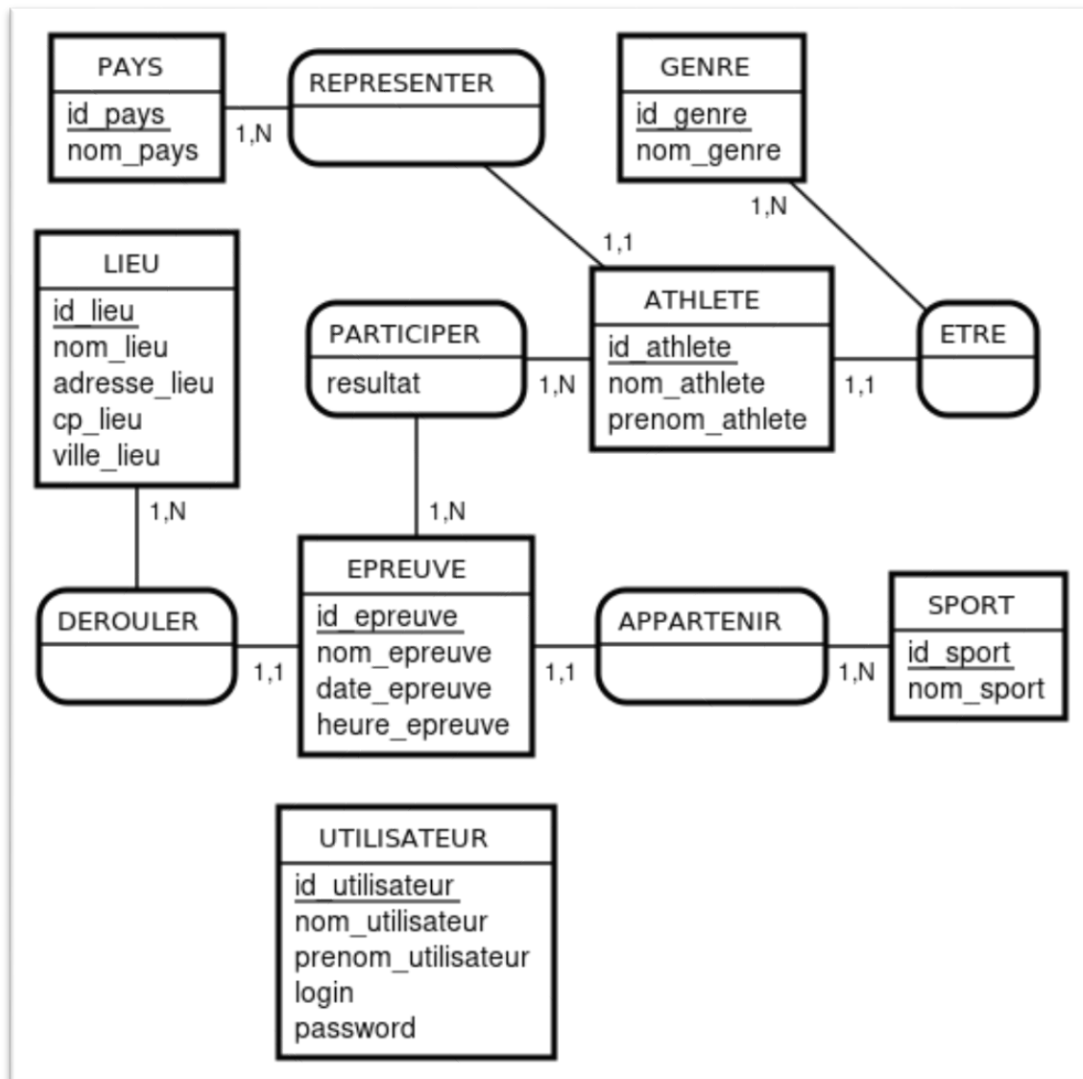 PAYS
id_pays
nom_pays
1,N
REPRESENTER
GENRE
id_genre
nom_genre
1,N
1,1
LIEU
id_lieu
nom_lieu
adresse_lieu
cp_lieu
ville_lieu
1,N
PARTICIPER
resultat
1,N
1,N
ATHLETE
id_athlete
nom_athlete
prenom_athlete
1,1
ETRE
DEROULER
1,1
EPREUVE
id_epreuve
nom_epreuve
date_epreuve
heure_epreuve
1,1
APPARTENIR
1,N
SPORT
id_sport
nom_sport
UTILISATEUR
id_utilisateur
nom_utilisateur
prenom_utilisateur
login
password